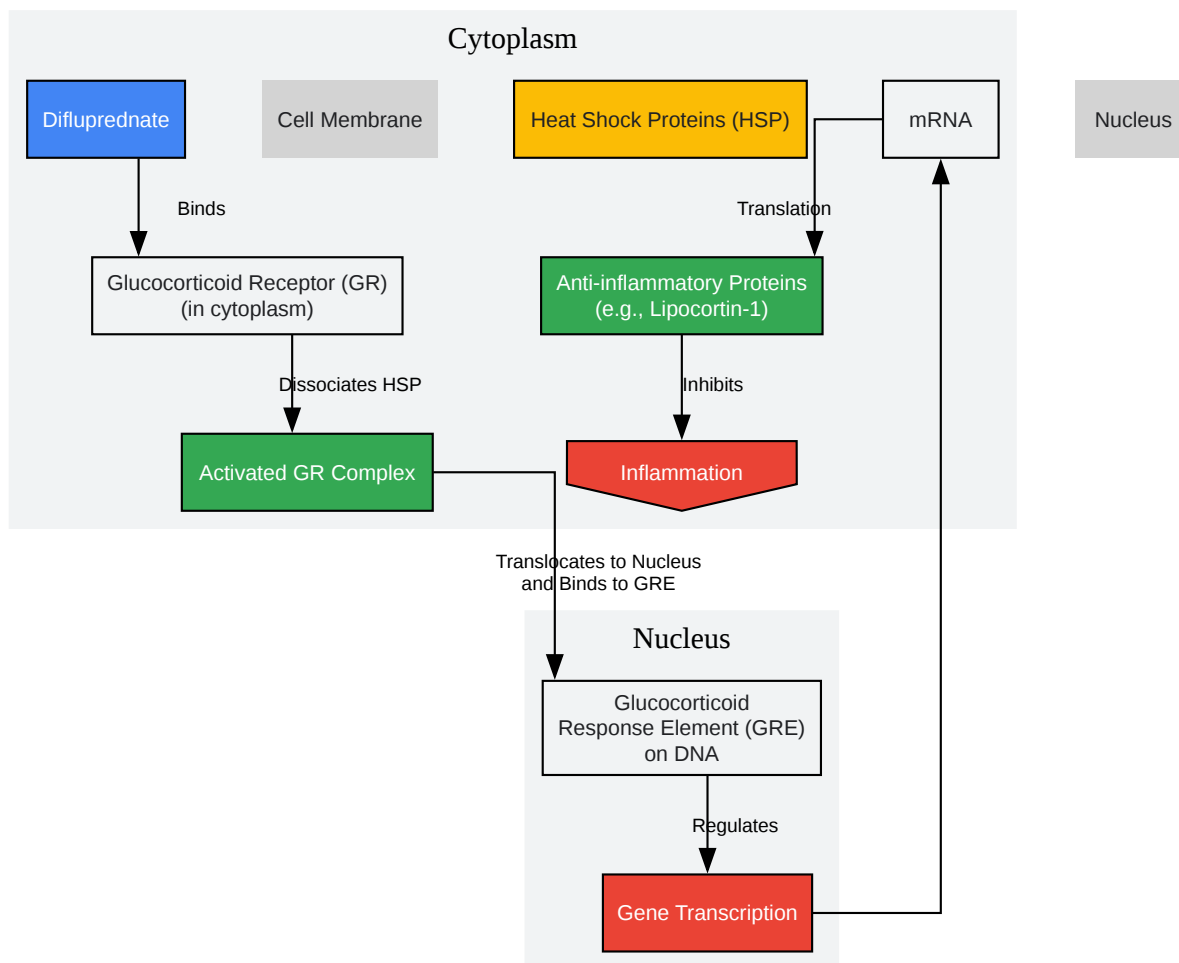 Cytoplasm
Difluprednate
Cell Membrane
Heat Shock Proteins (HSP)
mRNA
Nucleus
Binds
Translation
Glucocorticoid Receptor (GR)
(in cytoplasm)
Anti-inflammatory Proteins
(e.g., Lipocortin-1)
Dissociates HSP
Inhibits
Activated GR Complex
Inflammation
Translocates to Nucleus
and Binds to GRE
Nucleus
Glucocorticoid
Response Element (GRE)
on DNA
Regulates
Gene Transcription